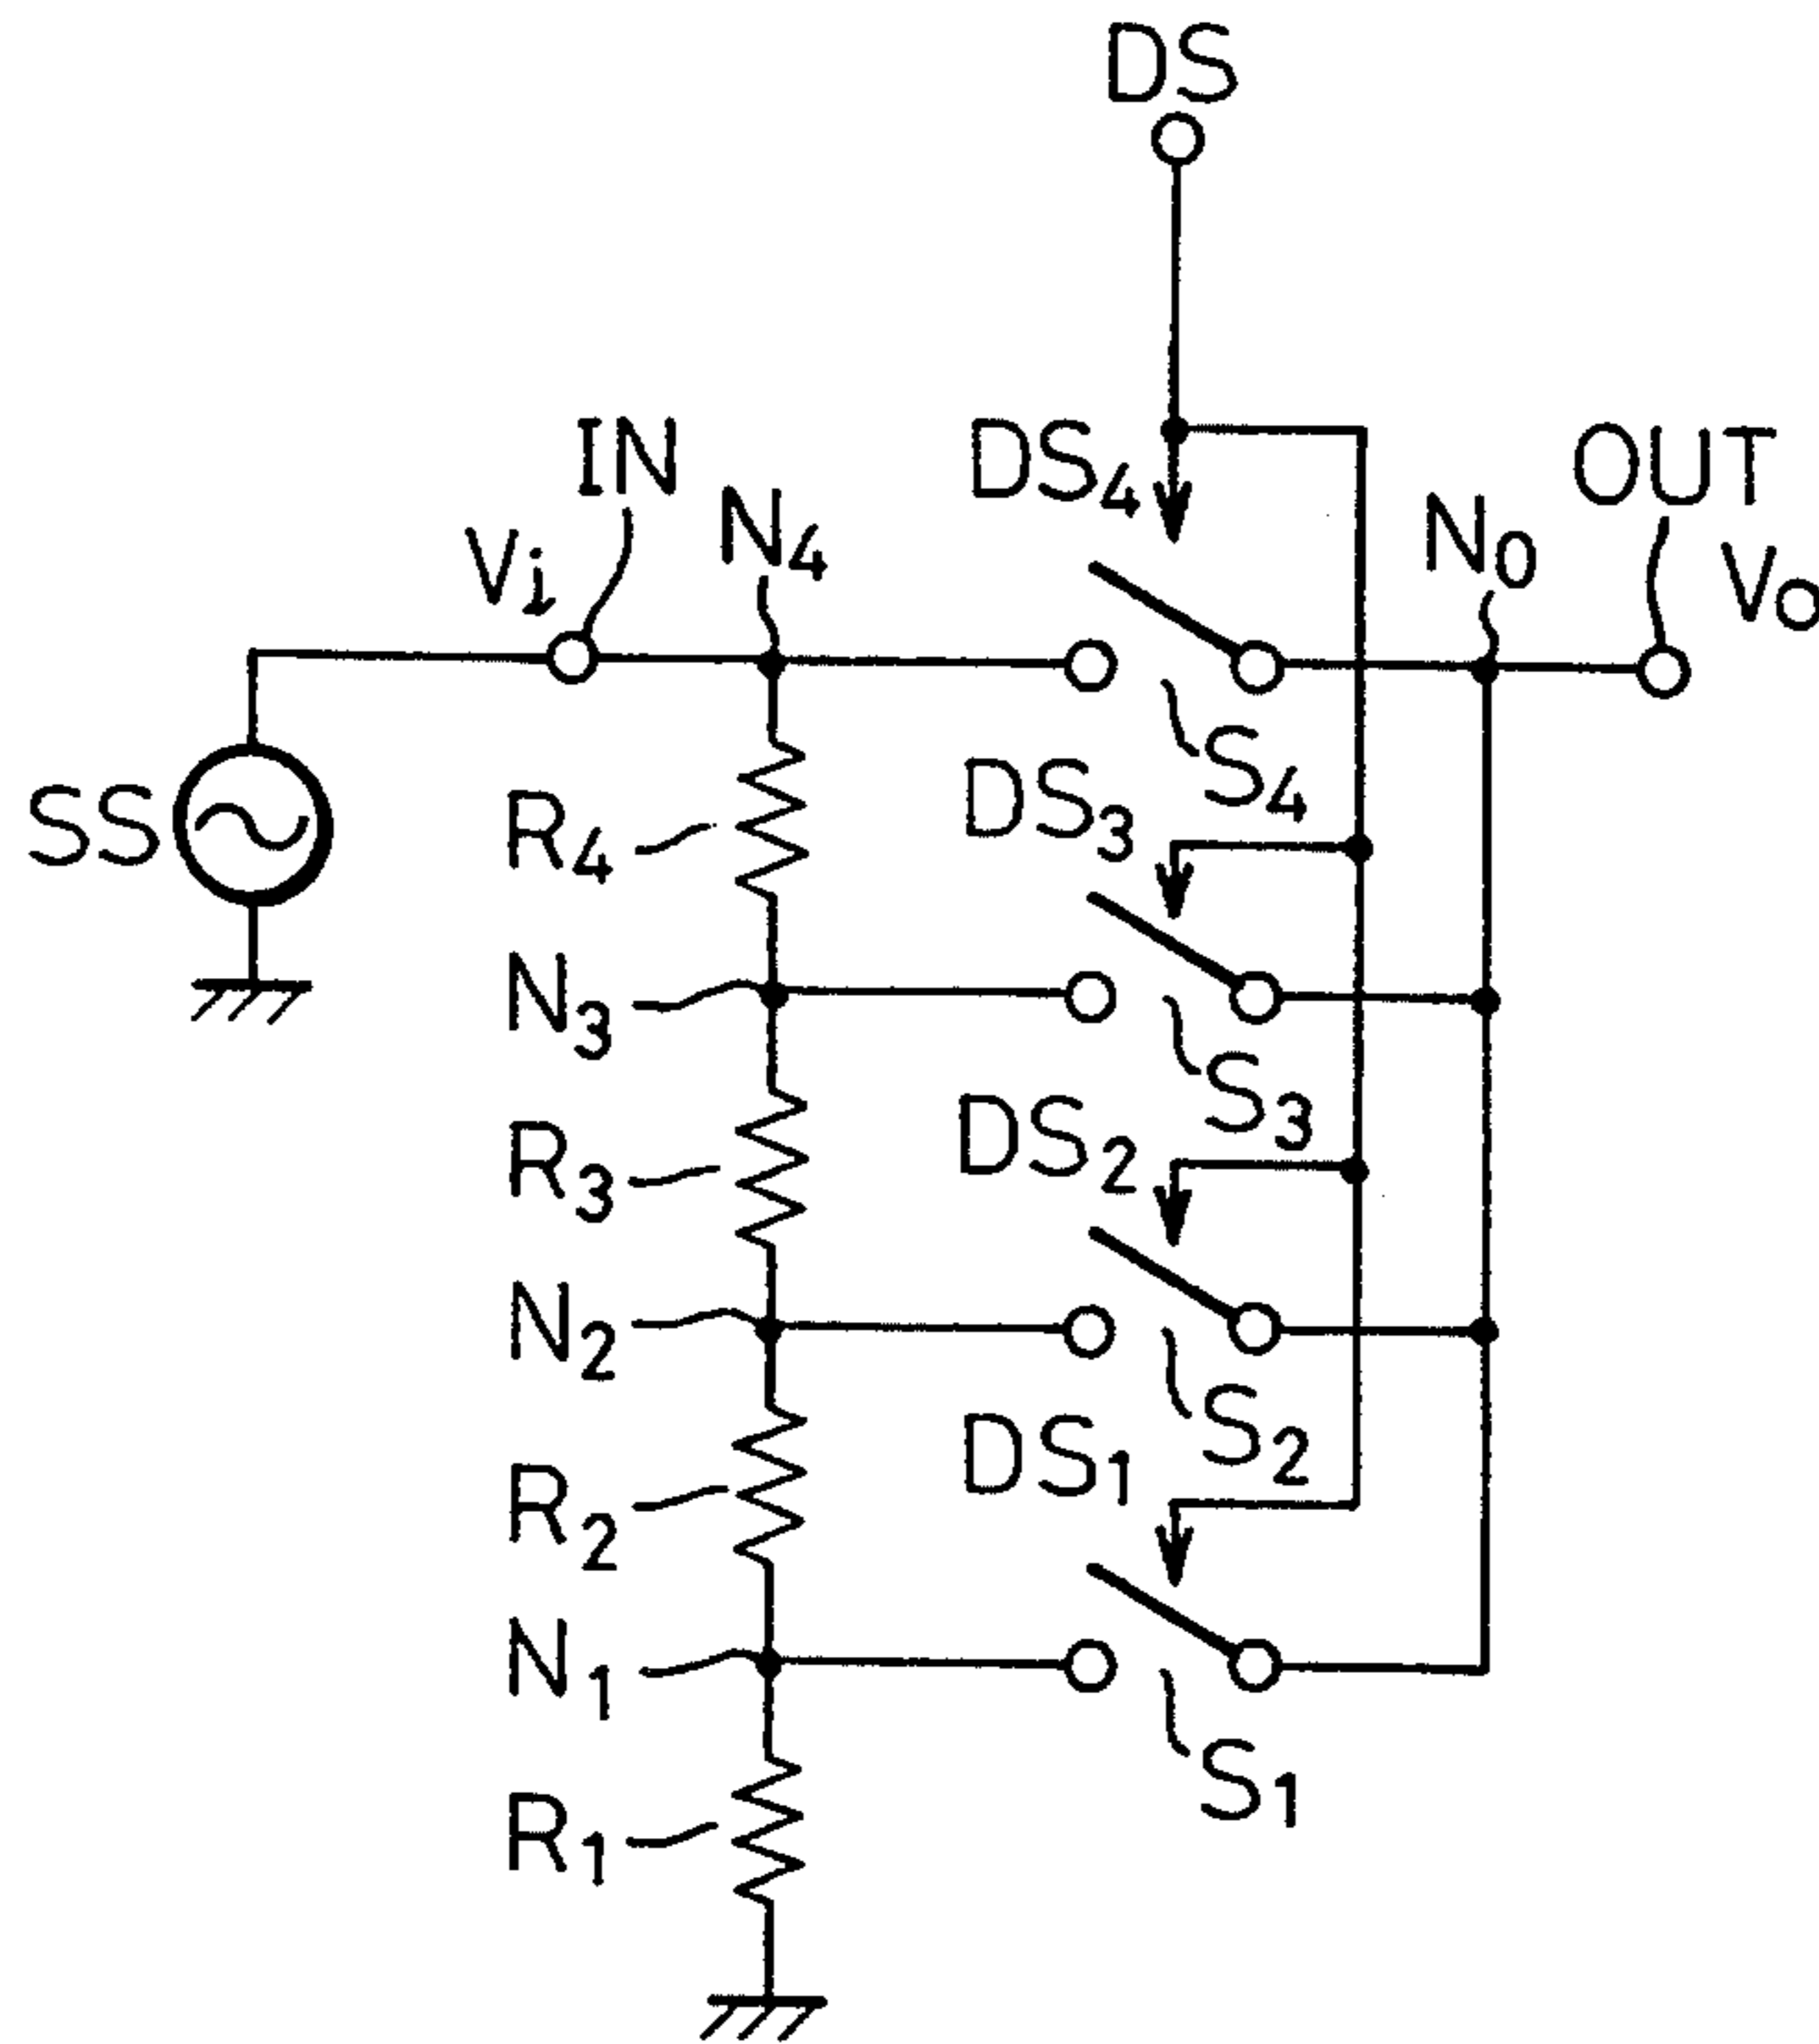 DS
IN
Vi
N4
DS4
N0
OUT
Vo
SS
R4
DS3
S4
N3
S3
R3
DS2
N2
S2
R2
DS1
N1
S1
R1